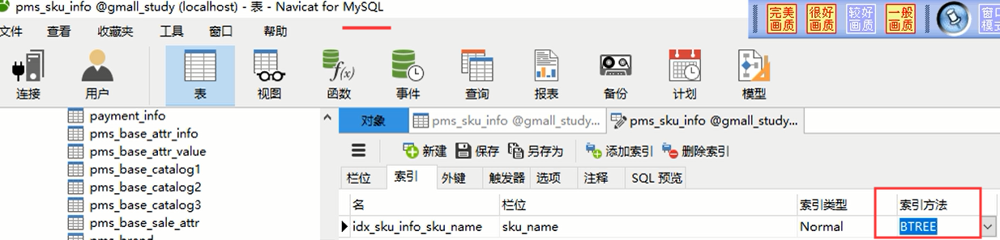 pms_sku_info @gmall_study (localhost) - 表 - Navicat for MySQL
完美画质 很好画质 较好画质 一般画质
文件 查看 收藏夹 工具 窗口 帮助
连接 用户 表 视图 函数 事件 查询 报表 备份 计划 模型
payment_info
pms_base_attr_info
pms_base_attr_value
pms_base_catalog1
pms_base_catalog2
pms_base_catalog3
pms_base_sale_attr
对象 pms_sku_info @gmall_study... pms_sku_info @gmall_study...
新建 保存 另存为 添加索引 删除索引
栏位 索引 外键 触发器 选项 注释 SQL 预览
名 栏位 索引类型 索引方法
idx_sku_info_sku_name sku_name Normal BTREE